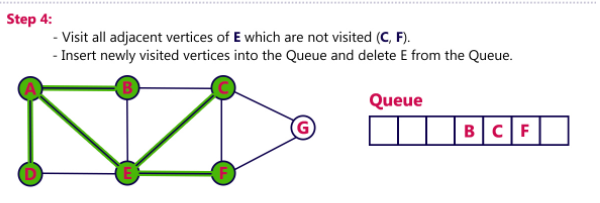 Step 4:
- Visit all adjacent vertices of E which are not visited (C, F).
- Insert newly visited vertices into the Queue and delete E from the Queue.
A
B
C
Queue
G
B C F
D
E
F